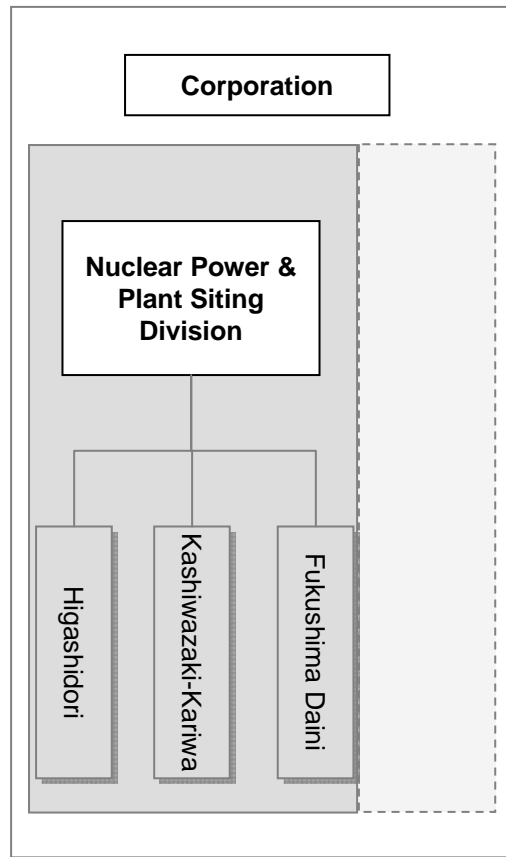 Corporation
Nuclear Power &
Plant Siting
Division
Higashidori
Kashiwazaki-Kariwa
Fukushima Daini